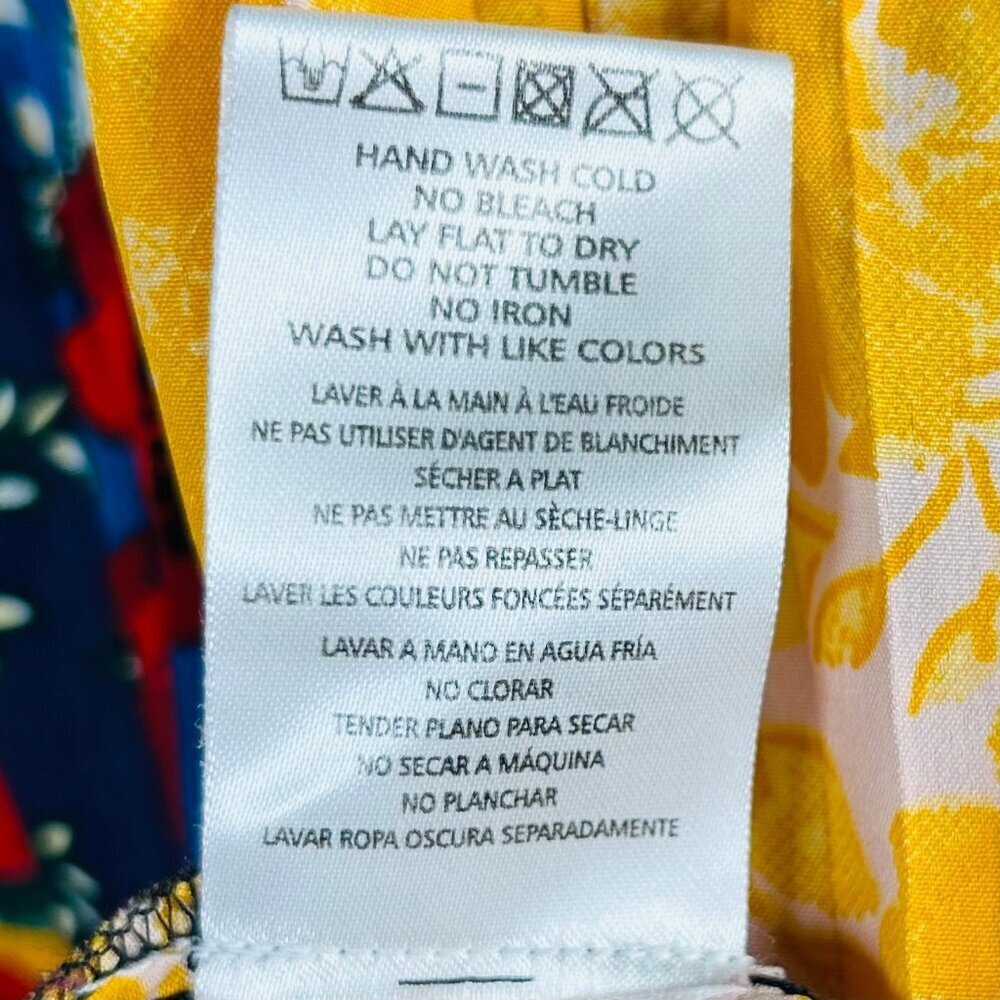 HAND WASH COLD
NO BLEACH
LAY FLAT TO DRY
DO NOT TUMBLE
NO IRON
WASH WITH LIKE COLORS
LAVER À LA MAIN À L'EAU FROIDE
NE PAS UTILISER D'AGENT DE BLANCHIMENT
SÉCHER A PLAT
NE PAS METTRE AU SÈCHE-LINGE
NE PAS REPASSER
LAVER LES COULEURS FONCÉES SÉPARÉMENT
LAVAR A MANO EN AGUA FRÍA
NO CLORAR
TENDER PLANO PARA SECAR
NO SECAR A MÁQUINA
NO PLANCHAR
LAVAR ROPA OSCURA SEPARADAMENTE